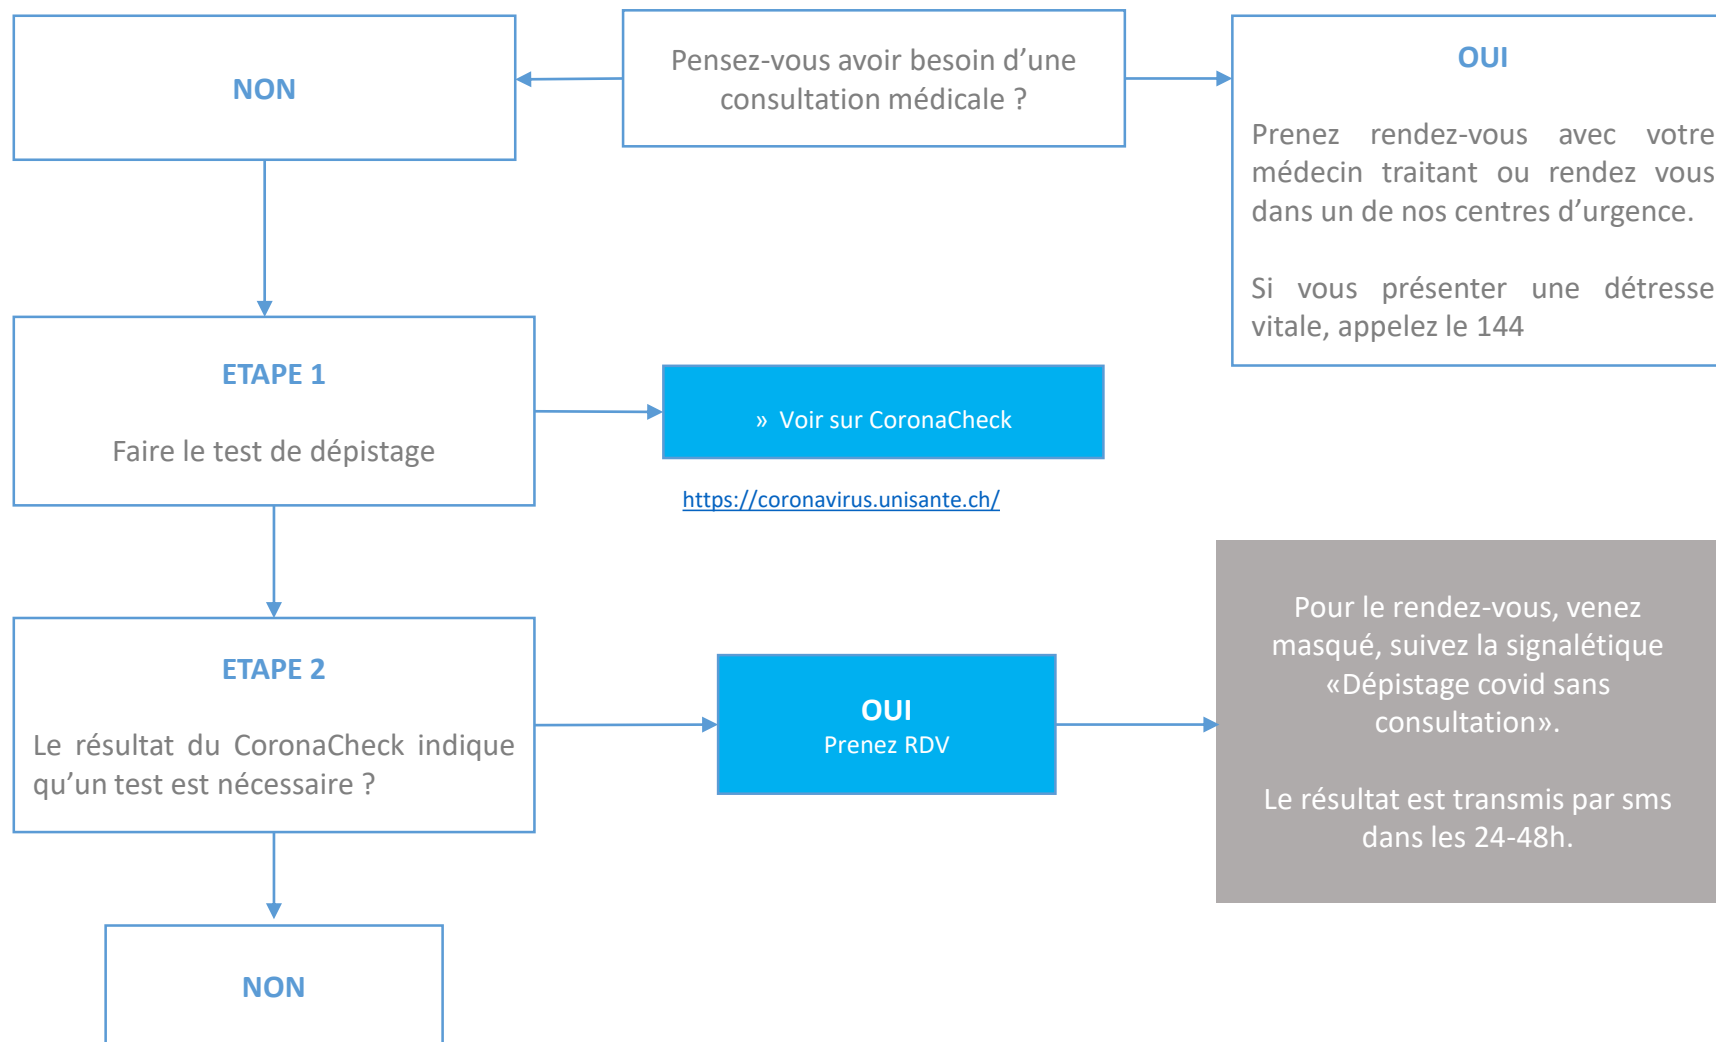 NON
Pensez-vous avoir besoin d’une
consultation médicale ?
OUI
Prenez rendez-vous avec votre
médecin traitant ou rendez vous
dans un de nos centres d’urgence.
Si vous présenter une détresse
vitale, appelez le 144
ETAPE 1
Faire le test de dépistage
» Voir sur CoronaCheck
https://coronavirus.unisante.ch/
ETAPE 2
Le résultat du CoronaCheck indique
qu’un test est nécessaire ?
OUI
Prenez RDV
Pour le rendez-vous, venez
masqué, suivez la signalétique
«Dépistage covid sans
consultation».
Le résultat est transmis par sms
dans les 24-48h.
NON